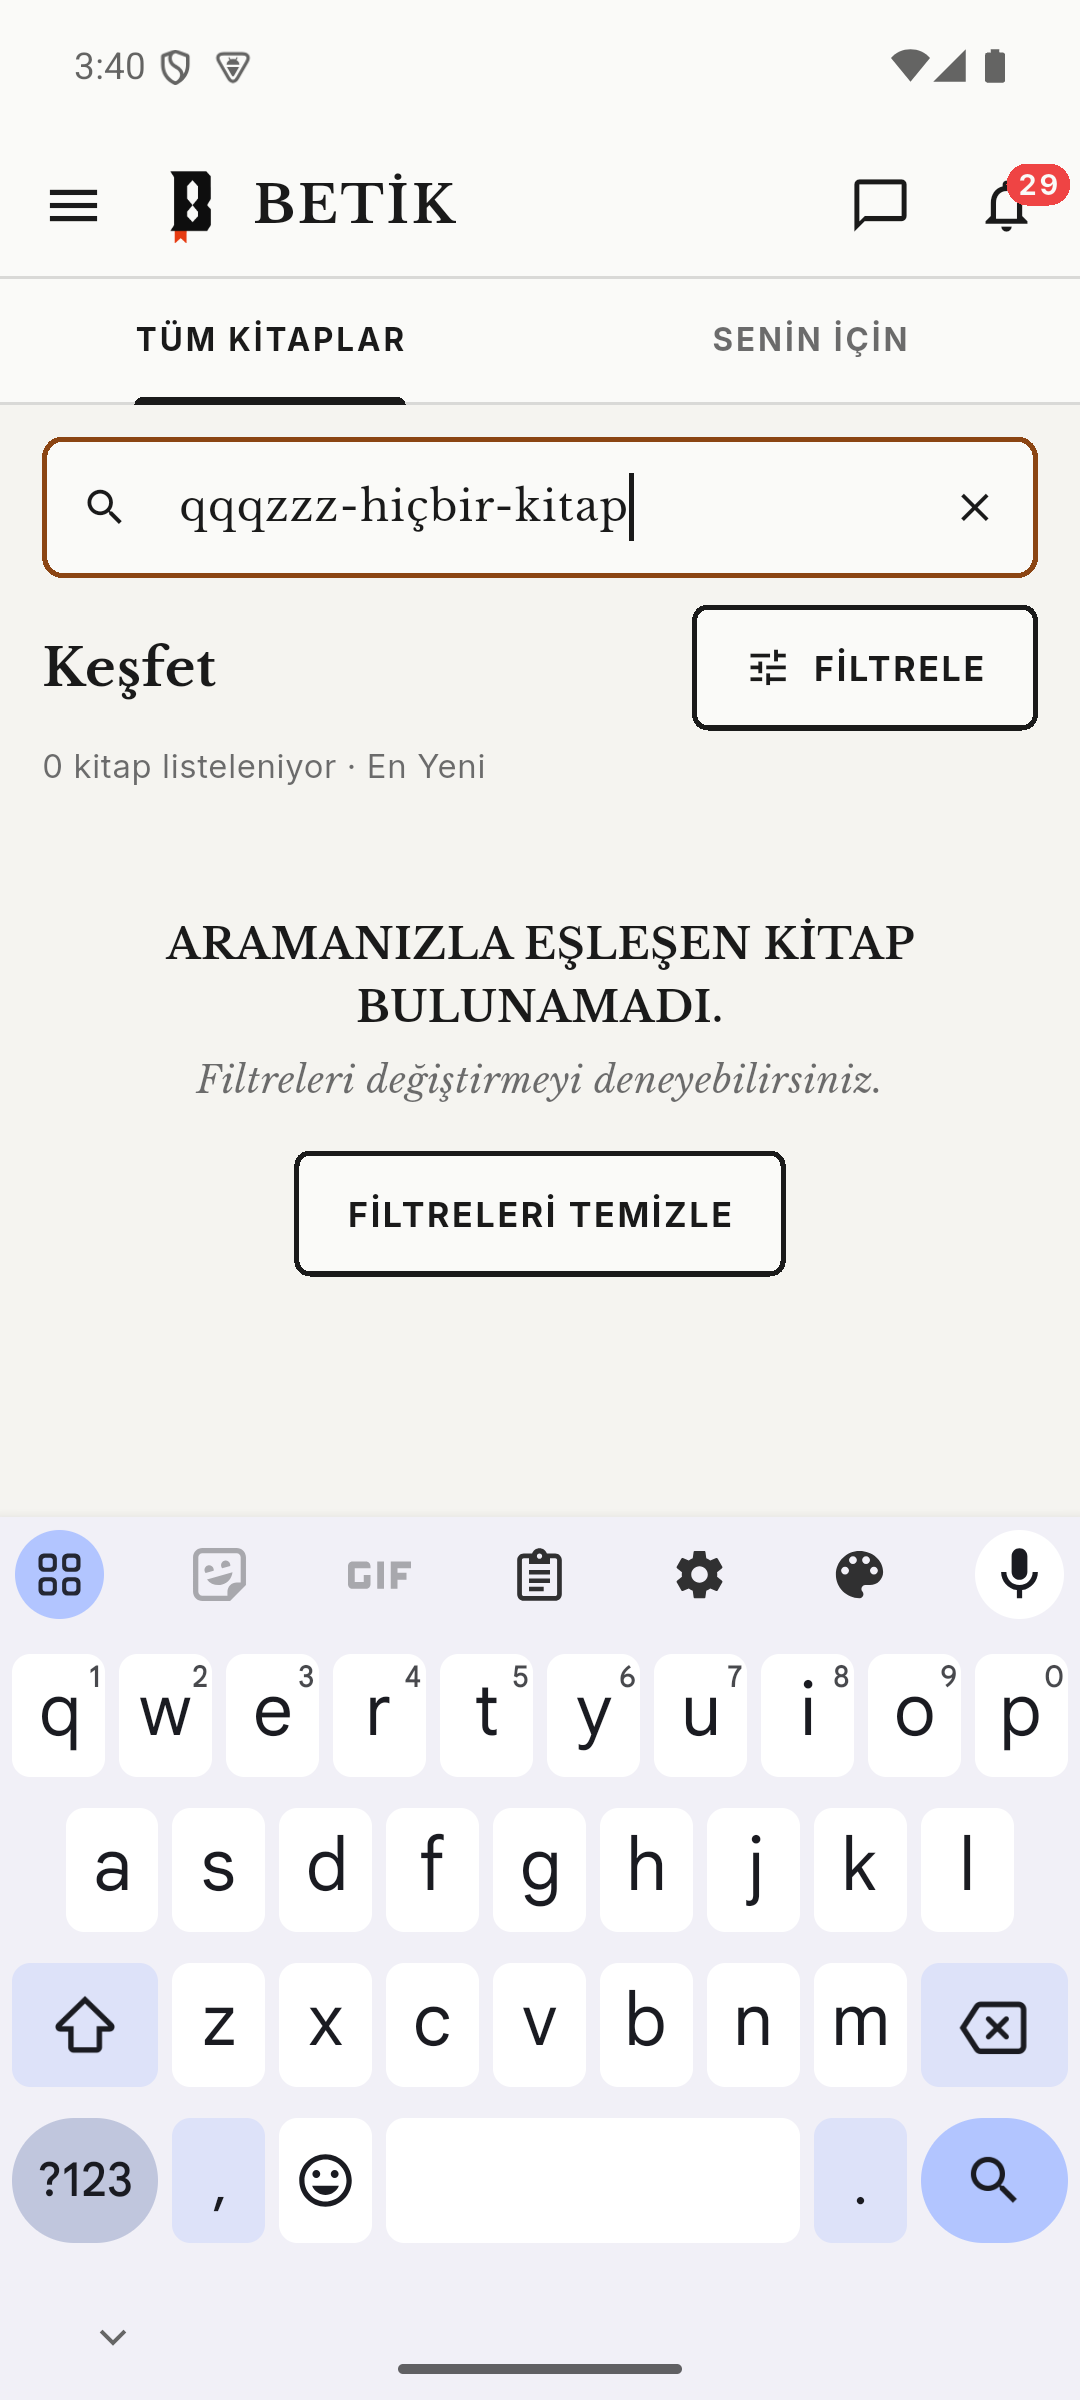 3:40
BETİK
29
TÜM KİTAPLAR
SENİN İÇİN
qqqzzz-hiçbir-kitap
Keşfet
FİLTRELE
0 kitap listeleniyor · En Yeni
ARAMANIZLA EŞLEŞEN KİTAP
BULUNAMADI.
Filtreleri değiştirmeyi deneyebilirsiniz.
FİLTRELERİ TEMİZLE
GIF
q1 w2 e3 r4 t5 y6 u7 i8 o9 p0
a s d f g h j k l
z x c v b n m
?123 , .